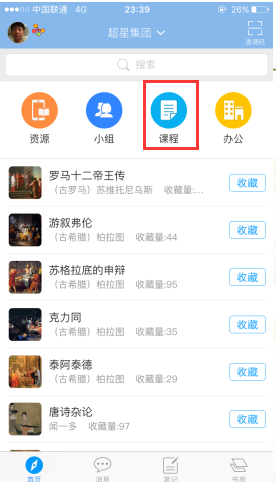 中国联通 4G 23:39 26%
超星集团
邀请码
搜索
资源 小组 课程 办公
罗马十二帝王传
（古罗马）苏维托尼乌斯 收藏量:...
收藏
游叙弗伦
（古希腊）柏拉图 收藏量:44
收藏
苏格拉底的申辩
（古希腊）柏拉图 收藏量:95
收藏
克力同
（古希腊）柏拉图 收藏量:35
收藏
泰阿泰德
（古希腊）柏拉图 收藏量:29
收藏
唐诗杂论
闻一多 收藏量:97
收藏
首页 消息 笔记 书房